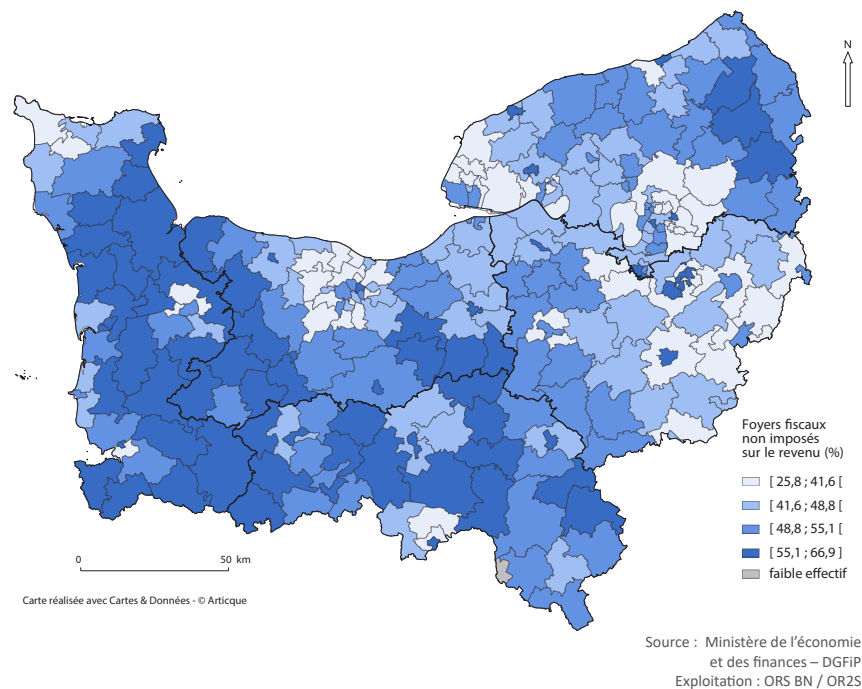 N
Foyers fiscaux
non imposés
sur le revenu (%)
[ 25,8 ; 41,6 [
[ 41,6 ; 48,8 [
[ 48,8 ; 55,1 [
[ 55,1 ; 66,9 ]
faible effectif
0 50 km
Carte réalisée avec Cartes & Données - © Articque
Source : Ministère de l'économie
et des finances – DGFiP
Exploitation : ORS BN / OR2S